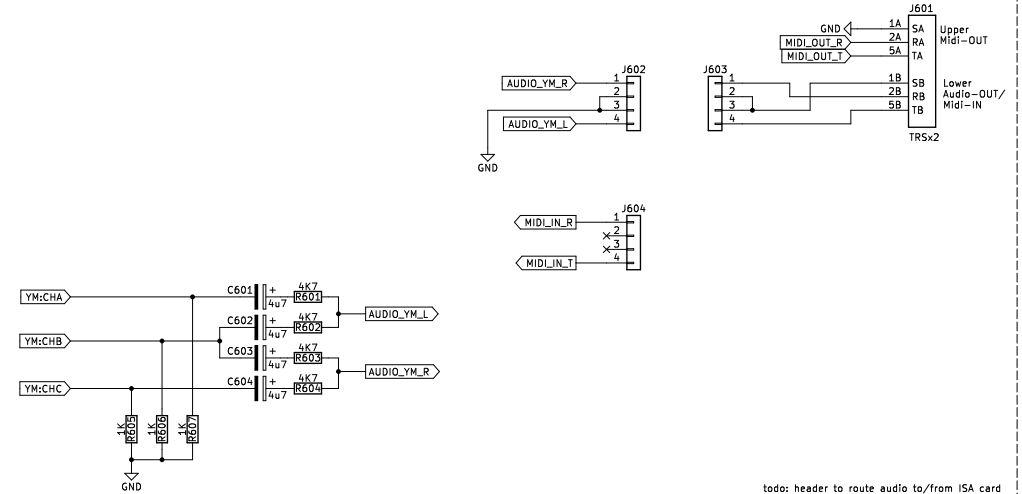 J601
GND
1A
SA
Upper
Midi-OUT
MIDI_OUT_R
2A
RA
MIDI_OUT_T
5A
TA
J602
J603
AUDIO_YM_R
1
2
3
4
AUDIO_YM_L
1
2
3
4
1B
SB
2B
RB
5B
TB
Lower
Audio-OUT/
Midi-IN
TRSx2
GND
J604
MIDI_IN_R
1
2
3
4
MIDI_IN_T
YM:CHA
C601
+
4u7
4K7
R601
AUDIO_YM_L
C602
+
4u7
4K7
R602
YM:CHB
C603
+
4u7
4K7
R603
AUDIO_YM_R
YM:CHC
C604
+
4u7
4K7
R604
1K
R605
1K
R606
1K
R607
GND
todo: header to route audio to/from ISA card